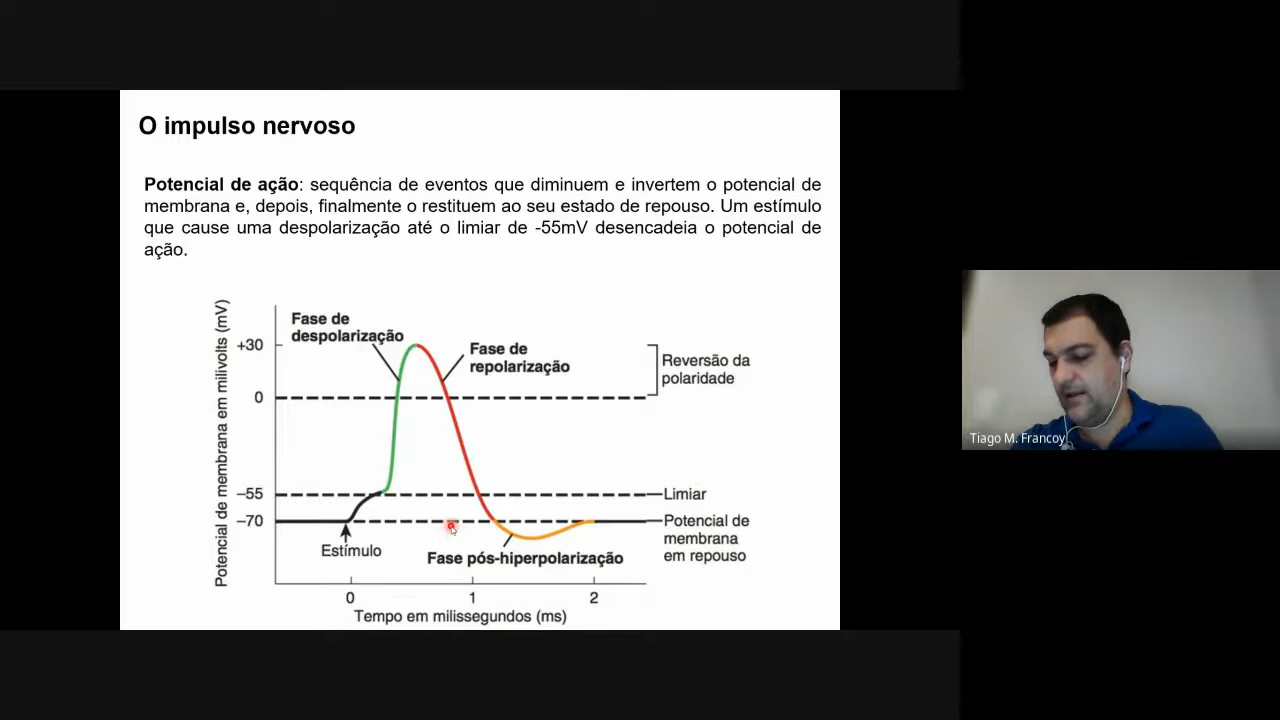 O impulso nervoso
Potencial de ação: sequência de eventos que diminuem e invertem o potencial de
membrana e, depois, finalmente o restituem ao seu estado de repouso. Um estímulo
que cause uma despolarização até o limiar de -55mV desencadeia o potencial de
ação.
Potencial de membrana em milivolts (mV)
+30
0
–55
–70
Fase de
despolarização
Fase de
repolarização
Reversão da
polaridade
Limiar
Potencial de
membrana
em repouso
Estímulo
Fase pós-hiperpolarização
0
1
2
Tempo em milissegundos (ms)
Tiago M. Francoy